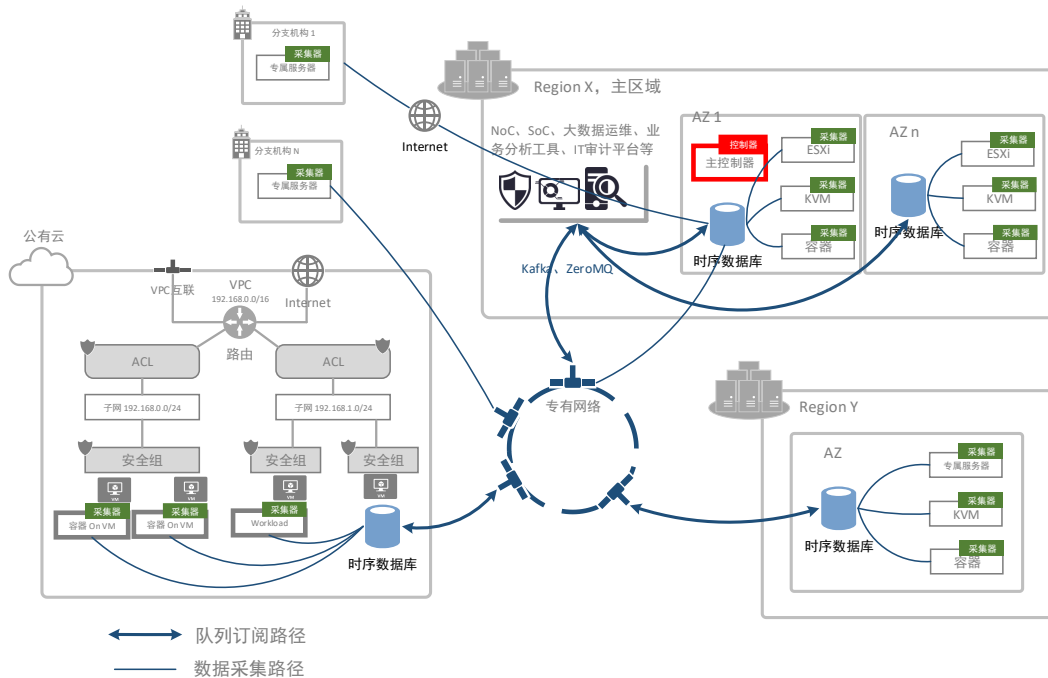 分支机构 1
采集器
专属服务器
分支机构 N
采集器
专属服务器
Internet
Region X，主区域
NoC、SoC、大数据运维、业
务分析工具、IT审计平台等
VM
Kafka、ZeroMQ
AZ 1
控制器
主控制器
采集器
ESXi
采集器
KVM
采集器
容器
时序数据库
AZ n
采集器
ESXi
采集器
KVM
采集器
容器
时序数据库
公有云
VPC互联
VPC
192.168.0.0/16
Internet
路由
ACL
ACL
子网 192.168.0.0/24
子网 192.168.1.0/24
安全组
安全组
安全组
VM
VM
VM
VM
采集器
容器 On VM
采集器
容器 On VM
采集器
Workload
时序数据库
专有网络
Region Y
AZ
采集器
专属服务器
采集器
KVM
采集器
容器
时序数据库
队列订阅路径
数据采集路径